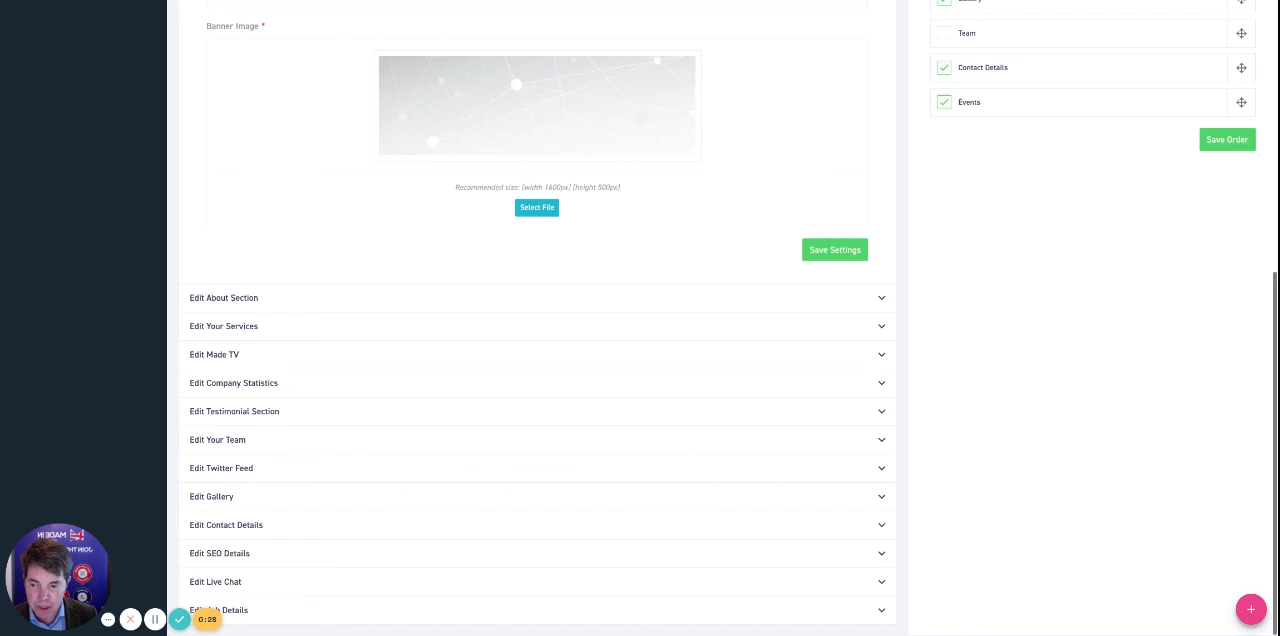 Banner Image *
Recommended size: (width 1600px) (height 500px)
Select File
Save Settings
Edit About Section
Edit Your Services
Edit Made TV
Edit Company Statistics
Edit Testimonial Section
Edit Your Team
Edit Twitter Feed
Edit Gallery
Edit Contact Details
Edit SEO Details
Edit Live Chat
Details
Team
Contact Details
Events
Save Order
+
MADE IN
0:28